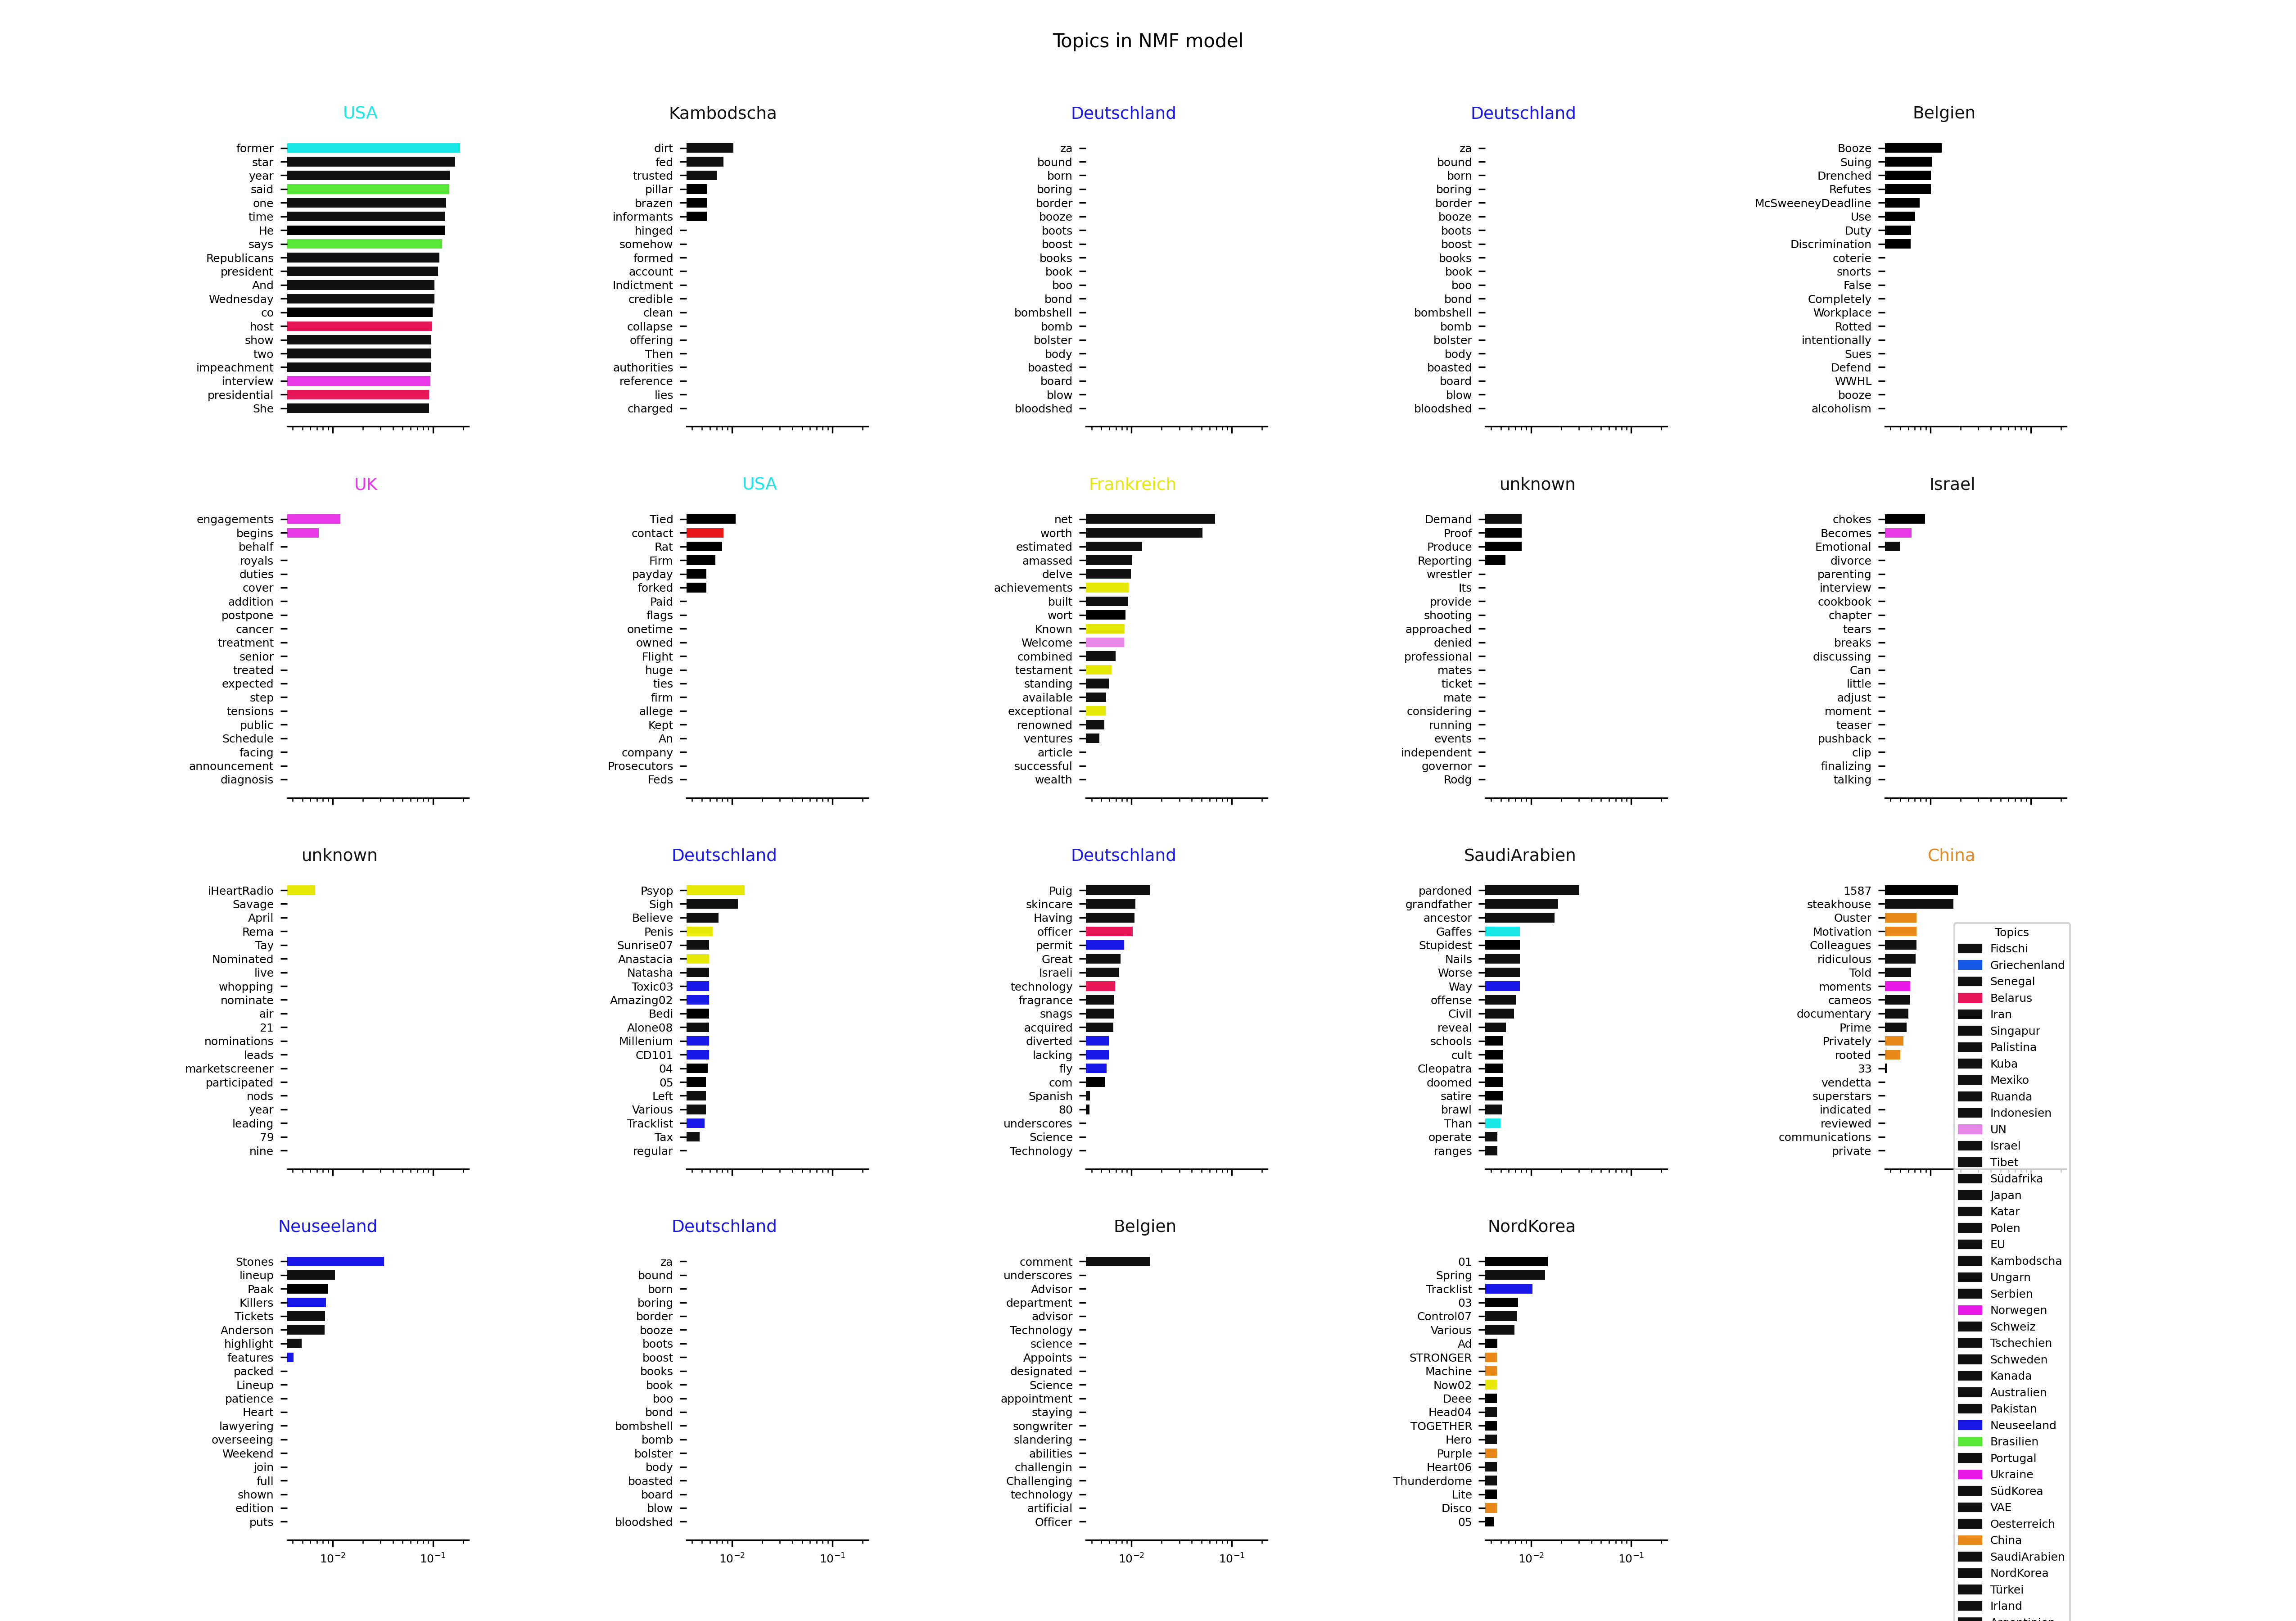 Topics in NMF model
USA
former
star
year
said
one
time
He
says
Republicans
president
And
Wednesday
co
host
show
two
impeachment
interview
presidential
She
Kambodscha
dirt
fed
trusted
pillar
brazen
informants
hinged
somehow
formed
account
Indictment
credible
clean
collapse
offering
Then
authorities
reference
lies
charged
Deutschland
za
bound
born
boring
border
booze
boots
boost
books
book
boo
bond
bombshell
bomb
bolster
body
boasted
board
blow
bloodshed
Deutschland
za
bound
born
boring
border
booze
boots
boost
books
book
boo
bond
bombshell
bomb
bolster
body
boasted
board
blow
bloodshed
Belgien
Booze
Suing
Drenched
Refutes
McSweeneyDeadline
Use
Duty
Discrimination
coterie
snorts
False
Completely
Workplace
Rotted
intentionally
Sues
Defend
WWHL
booze
alcoholism
UK
engagements
begins
behalf
royals
duties
cover
addition
postpone
cancer
treatment
senior
treated
expected
step
tensions
public
Schedule
facing
announcement
diagnosis
USA
Tied
contact
Rat
Firm
payday
forked
Paid
flags
onetime
owned
Flight
huge
ties
firm
allege
Kept
An
company
Prosecutors
Feds
Frankreich
net
worth
estimated
amassed
delve
achievements
built
wort
Known
Welcome
combined
testament
standing
available
exceptional
renowned
ventures
article
successful
wealth
unknown
Demand
Proof
Produce
Reporting
wrestler
Its
provide
shooting
approached
denied
professional
mates
ticket
mate
considering
running
events
independent
governor
Rodg
Israel
chokes
Becomes
Emotional
divorce
parenting
interview
cookbook
chapter
tears
breaks
discussing
Can
little
adjust
moment
teaser
pushback
clip
finalizing
talking
unknown
iHeartRadio
Savage
April
Rema
Tay
Nominated
live
whopping
nominate
air
21
nominations
leads
marketscreener
participated
nods
year
leading
79
nine
Deutschland
Psyop
Sigh
Believe
Penis
Sunrise07
Anastacia
Natasha
Toxic03
Amazing02
Bedi
Alone08
Millenium
CD101
04
05
Left
Various
Tracklist
Tax
regular
Deutschland
Puig
skincare
Having
officer
permit
Great
Israeli
technology
fragrance
snags
acquired
diverted
lacking
fly
com
Spanish
80
underscores
Science
Technology
SaudiArabien
pardoned
grandfather
ancestor
Gaffes
Stupidest
Nails
Worse
Way
offense
Civil
reveal
schools
cult
Cleopatra
doomed
satire
brawl
Than
operate
ranges
China
1587
steakhouse
Ouster
Motivation
Colleagues
ridiculous
Told
moments
cameos
documentary
Prime
Privately
rooted
33
vendetta
superstars
indicated
reviewed
communications
private
Neuseeland
Stones
lineup
Paak
Killers
Tickets
Anderson
highlight
features
packed
Lineup
patience
Heart
lawyering
overseeing
Weekend
join
full
shown
edition
puts
10⁻² 10⁻¹
Deutschland
za
bound
born
boring
border
booze
boots
boost
books
book
boo
bond
bombshell
bomb
bolster
body
boasted
board
blow
bloodshed
10⁻² 10⁻¹
Belgien
comment
underscores
Advisor
department
advisor
Technology
science
Appoints
designated
Science
appointment
staying
songwriter
slandering
abilities
challengin
Challenging
technology
artificial
Officer
10⁻² 10⁻¹
NordKorea
01
Spring
Tracklist
03
Control07
Various
Ad
STRONGER
Machine
Now02
Deee
Head04
TOGETHER
Hero
Purple
Heart06
Thunderdome
Lite
Disco
05
10⁻² 10⁻¹
Topics
Fidschi
Griechenland
Senegal
Belarus
Iran
Singapur
Palistina
Kuba
Mexiko
Ruanda
Indonesien
UN
Israel
Tibet
Südafrika
Japan
Katar
Polen
EU
Kambodscha
Ungarn
Serbien
Norwegen
Schweiz
Tschechien
Schweden
Kanada
Australien
Pakistan
Neuseeland
Brasilien
Portugal
Ukraine
SüdKorea
VAE
Oesterreich
China
SaudiArabien
NordKorea
Türkei
Irland